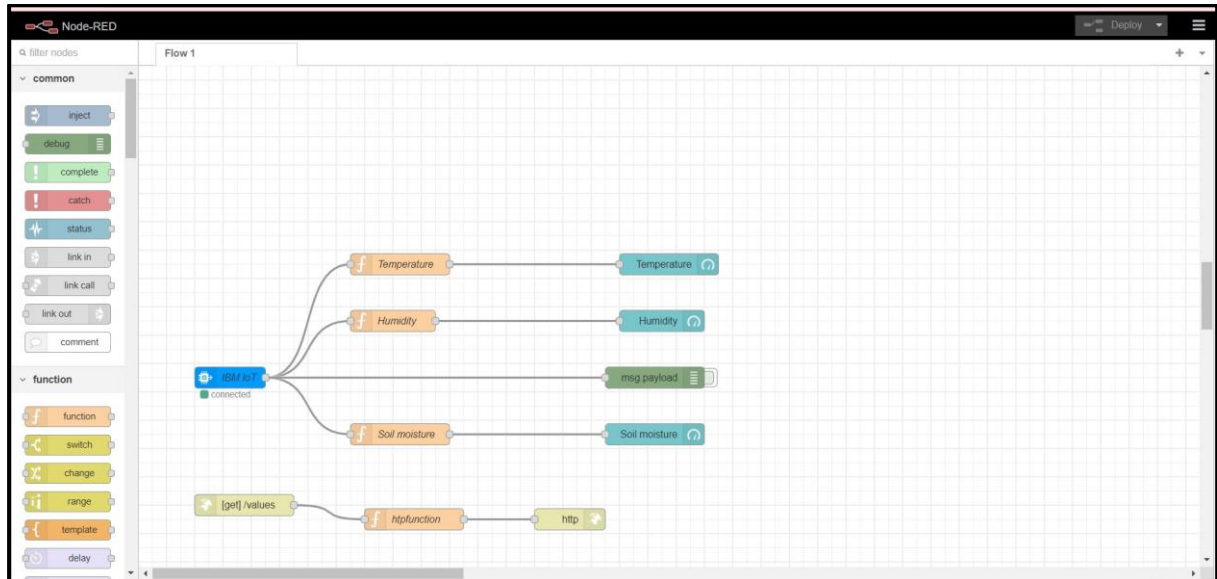 Node-RED
Deploy
filter nodes
Flow 1
common
inject
debug
complete
catch
status
link in
link call
link out
comment
function
function
switch
change
range
template
delay
Temperature
Temperature
Humidity
Humidity
IBM IoT
connected
msg.payload
Soil moisture
Soil moisture
[get] /values
htpfunction
http